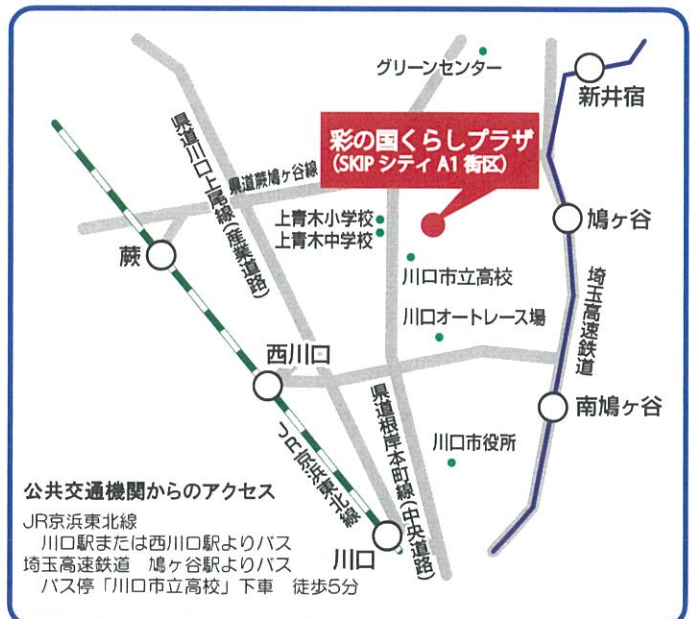 グリーンセンター
新井宿
彩の国くらしプラザ
(SKIP シティ A1 街区)
県道川口上尾線(産業道路)
県道蕨鳩ヶ谷線
上青木小学校
上青木中学校
鳩ヶ谷
蕨
川口市立高校
川口オートレース場
埼玉高速鉄道
西川口
南鳩ヶ谷
県道根岸本町線(中央道路)
川口市役所
JR京浜東北線
川口
公共交通機関からのアクセス
JR京浜東北線
川口駅または西川口駅よりバス
埼玉高速鉄道 鳩ヶ谷駅よりバス
バス停「川口市立高校」下車 徒歩5分